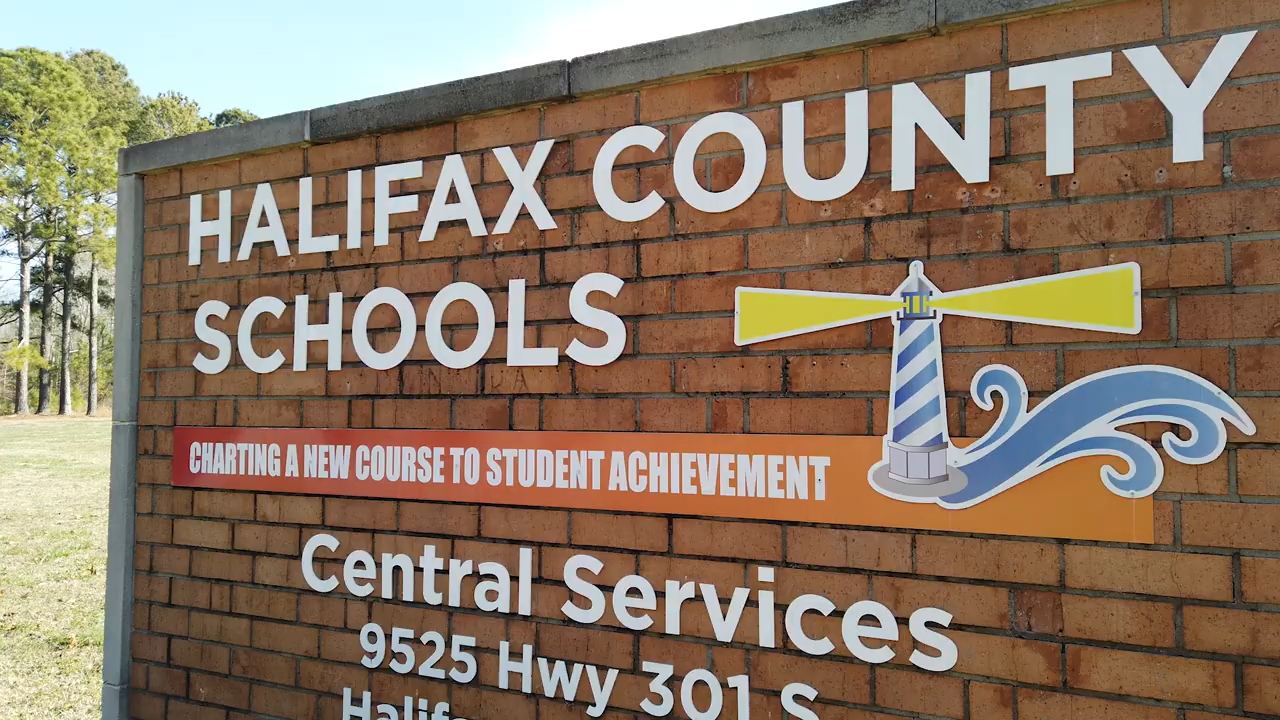 HALIFAX COUNTY
SCHOOLS
CHARTING A NEW COURSE TO STUDENT ACHIEVEMENT
Central Services
9525 Hwy 301 S